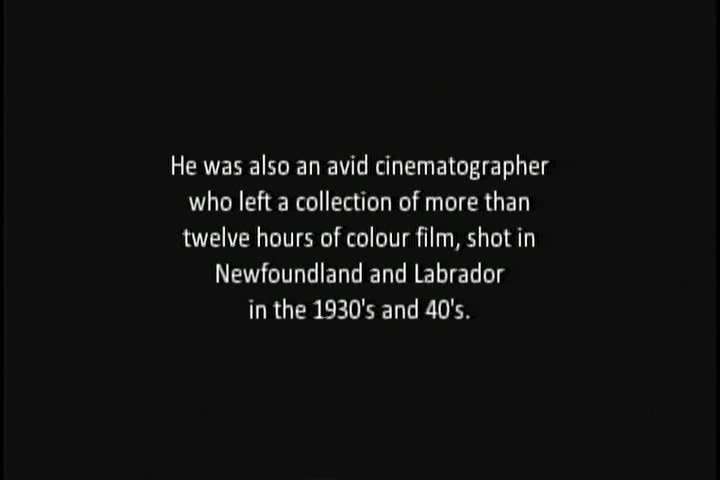 He was also an avid cinematographer
who left a collection of more than
twelve hours of colour film, shot in
Newfoundland and Labrador
in the 1930's and 40's.